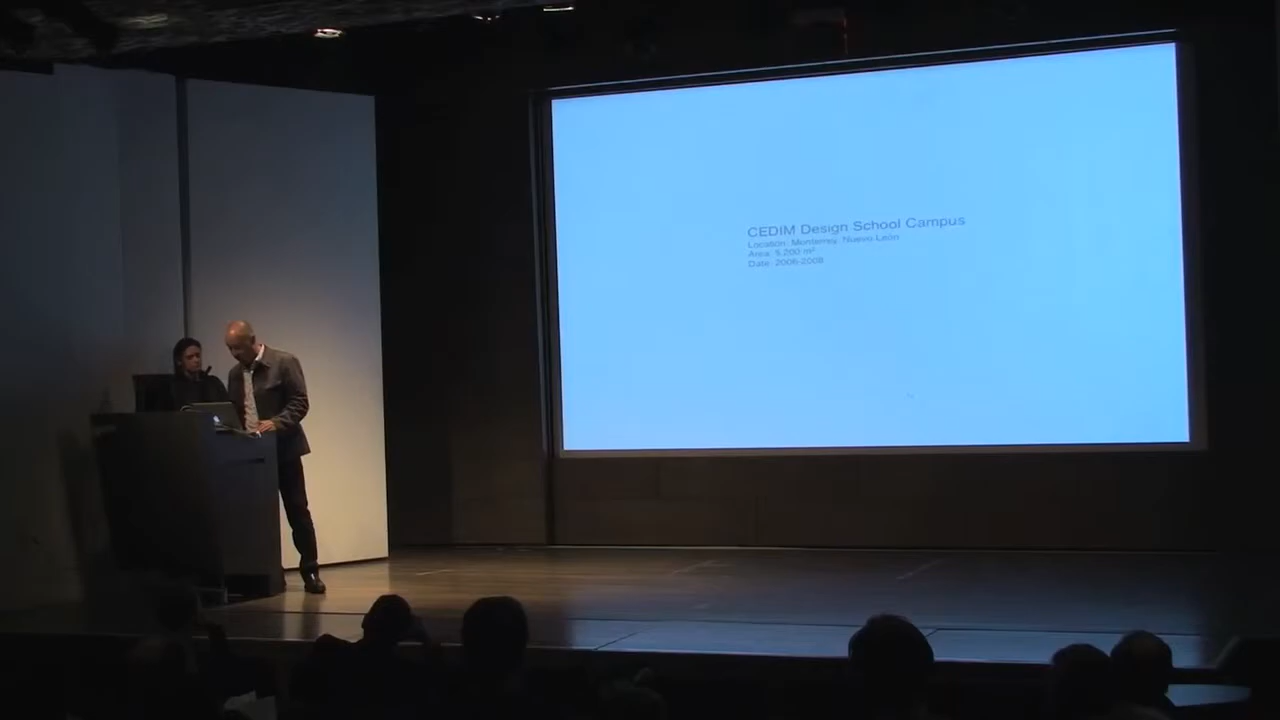 CEDIM Design School Campus
Location: Monterrey, Nuevo León
Area: 5,200 m²
Date: 2006-2008